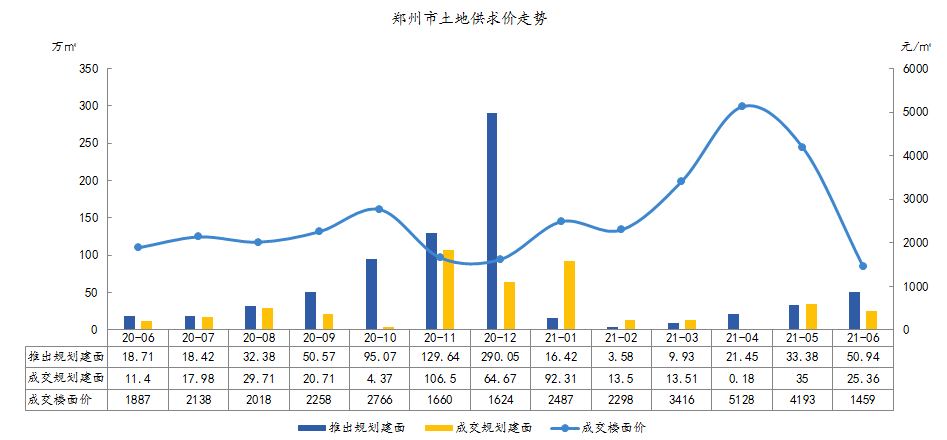 郑州市土地供求价走势
万㎡ 元/㎡
350 6000
300 5000
250 4000
200 3000
150 2000
100 1000
50 0
0
20-06 20-07 20-08 20-09 20-10 20-11 20-12 21-01 21-02 21-03 21-04 21-05 21-06
推出规划建面 18.71 18.42 32.38 50.57 95.07 129.64 290.05 16.42 3.58 9.93 21.45 33.38 50.94
成交规划建面 11.4 17.98 29.71 20.71 4.37 106.5 64.67 92.31 13.5 13.51 0.18 35 25.36
成交楼面价 1887 2138 2018 2258 2766 1660 1624 2487 2298 3416 5128 4193 1459
推出规划建面 成交规划建面 成交楼面价